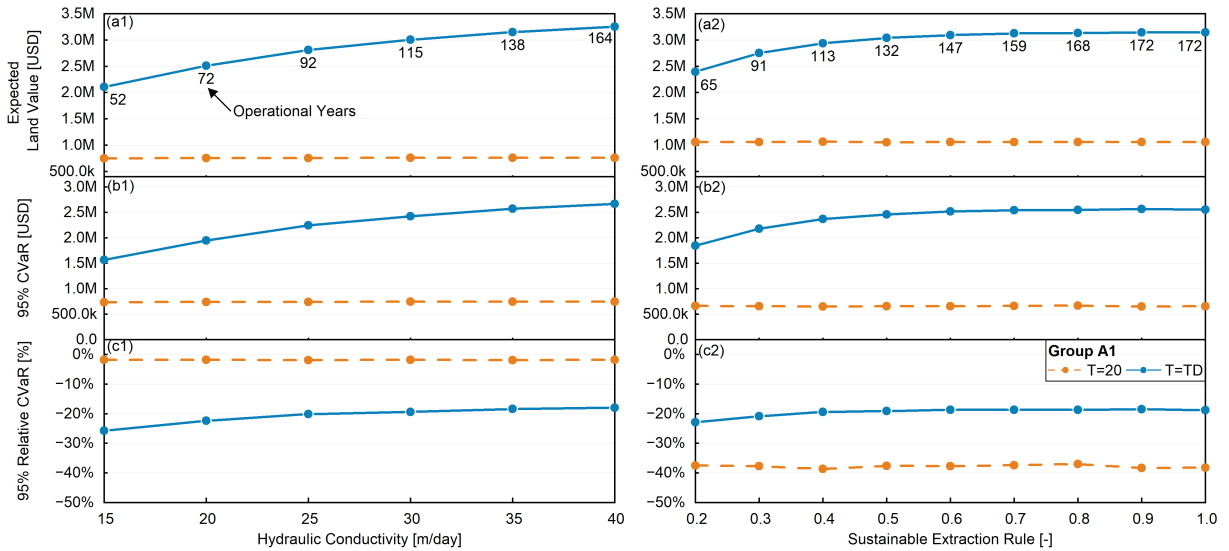 (a1)
3.5M
3.0M
2.5M
2.0M
1.5M
1.0M
500.0k
Expected
Land Value [USD]
52
72
92
115
138
164
Operational Years
(a2)
3.5M
3.0M
2.5M
2.0M
1.5M
1.0M
500.0k
65
91
113
132
147
159
168
172
172
(b1)
3.0M
2.5M
2.0M
1.5M
1.0M
500.0k
0.0
95% CVaR [USD]
(b2)
3.0M
2.5M
2.0M
1.5M
1.0M
500.0k
0.0
(c1)
0%
−10%
−20%
−30%
−40%
−50%
95% Relative CVaR [%]
15 20 25 30 35 40
Hydraulic Conductivity [m/day]
(c2)
0%
−10%
−20%
−30%
−40%
−50%
Group A1
T=20 T=TD
0.2 0.3 0.4 0.5 0.6 0.7 0.8 0.9 1.0
Sustainable Extraction Rule [-]